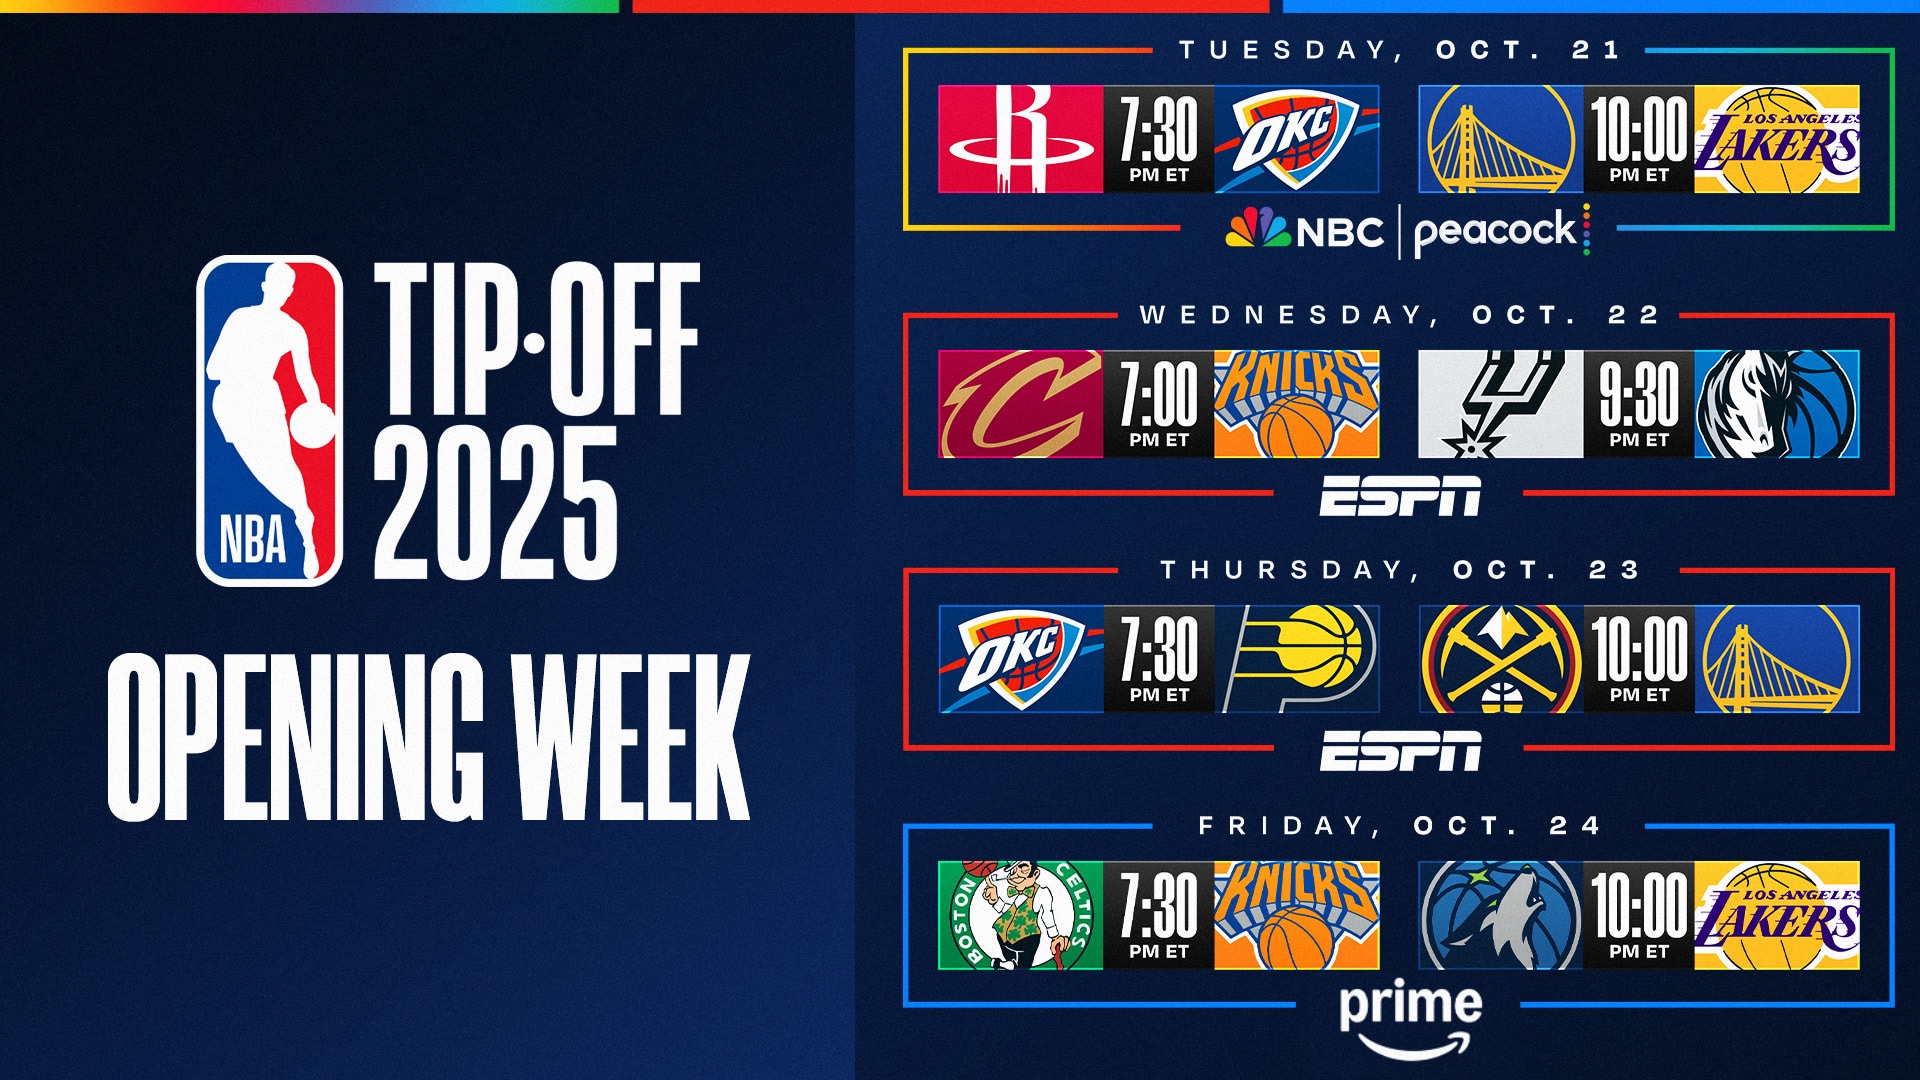 NBA
TIP·OFF
2025
OPENING WEEK
TUESDAY, OCT. 21
R
7:30
PM ET
OKC
10:00
PM ET
LOS ANGELES
LAKERS
NBC | peacock
WEDNESDAY, OCT. 22
C
7:00
PM ET
KNICKS
9:30
PM ET
ESPN
THURSDAY, OCT. 23
OKC
7:30
PM ET
P
10:00
PM ET
ESPN
FRIDAY, OCT. 24
BOSTON CELTICS
7:30
PM ET
KNICKS
10:00
PM ET
LOS ANGELES
LAKERS
prime